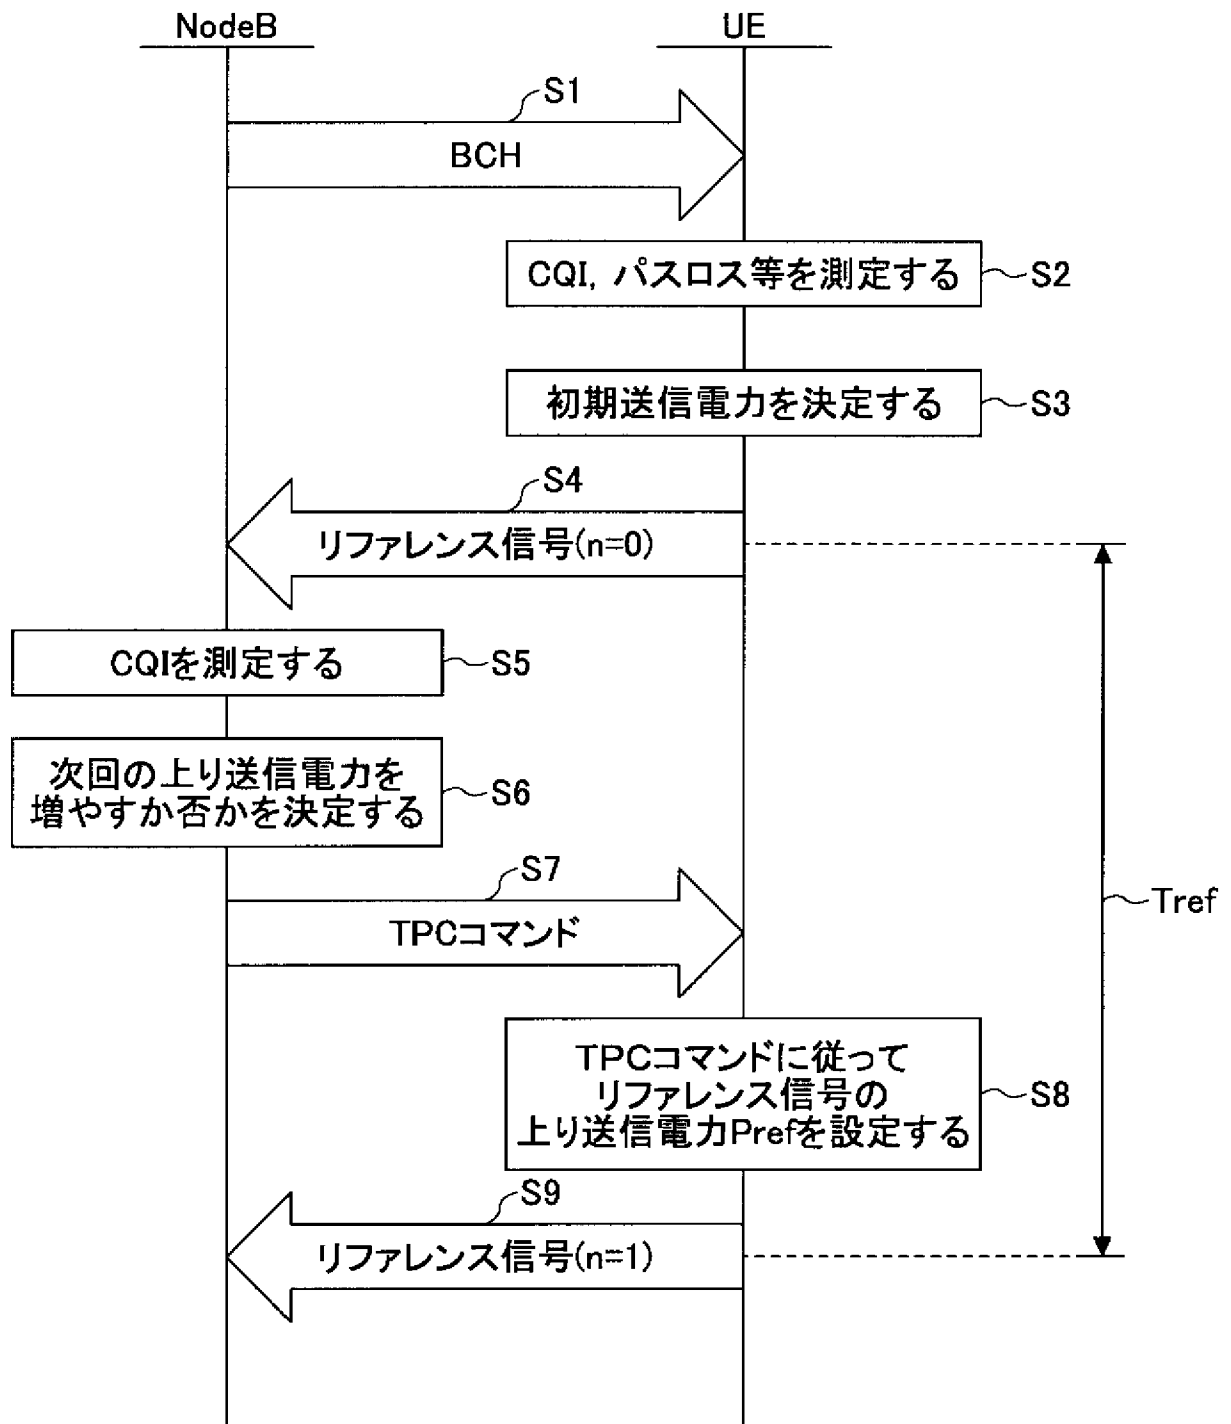 NodeB
UE
S1
BCH
CQI, パスロス等を測定する
S2
初期送信電力を決定する
S3
S4
リファレンス信号(n=0)
CQIを測定する
S5
次回の上り送信電力を
増やすか否かを決定する
S6
S7
TPCコマンド
Tref
TPCコマンドに従って
リファレンス信号の
上り送信電力Prefを設定する
S8
S9
リファレンス信号(n=1)